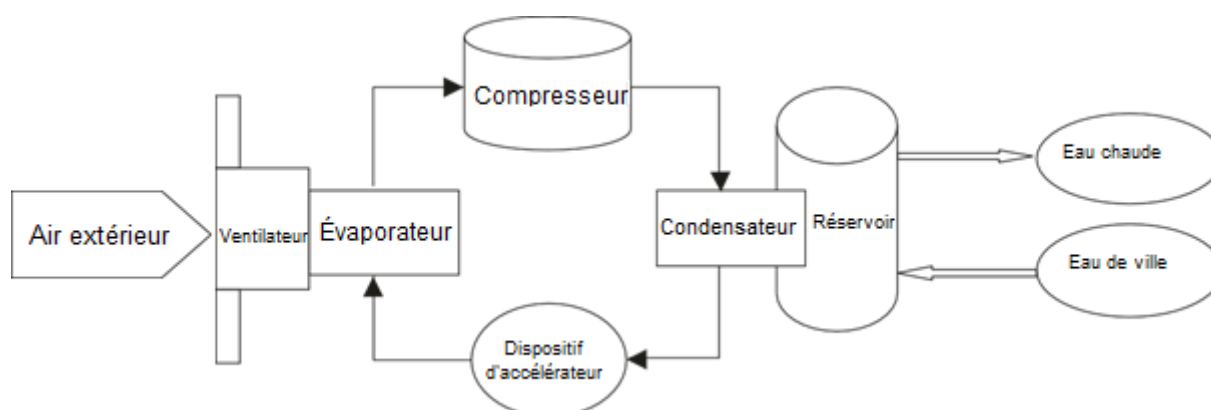 Compresseur
Eau chaude
Air extérieur
Ventilateur
Évaporateur
Condensateur
Réservoir
Eau de ville
Dispositif
d'accélérateur